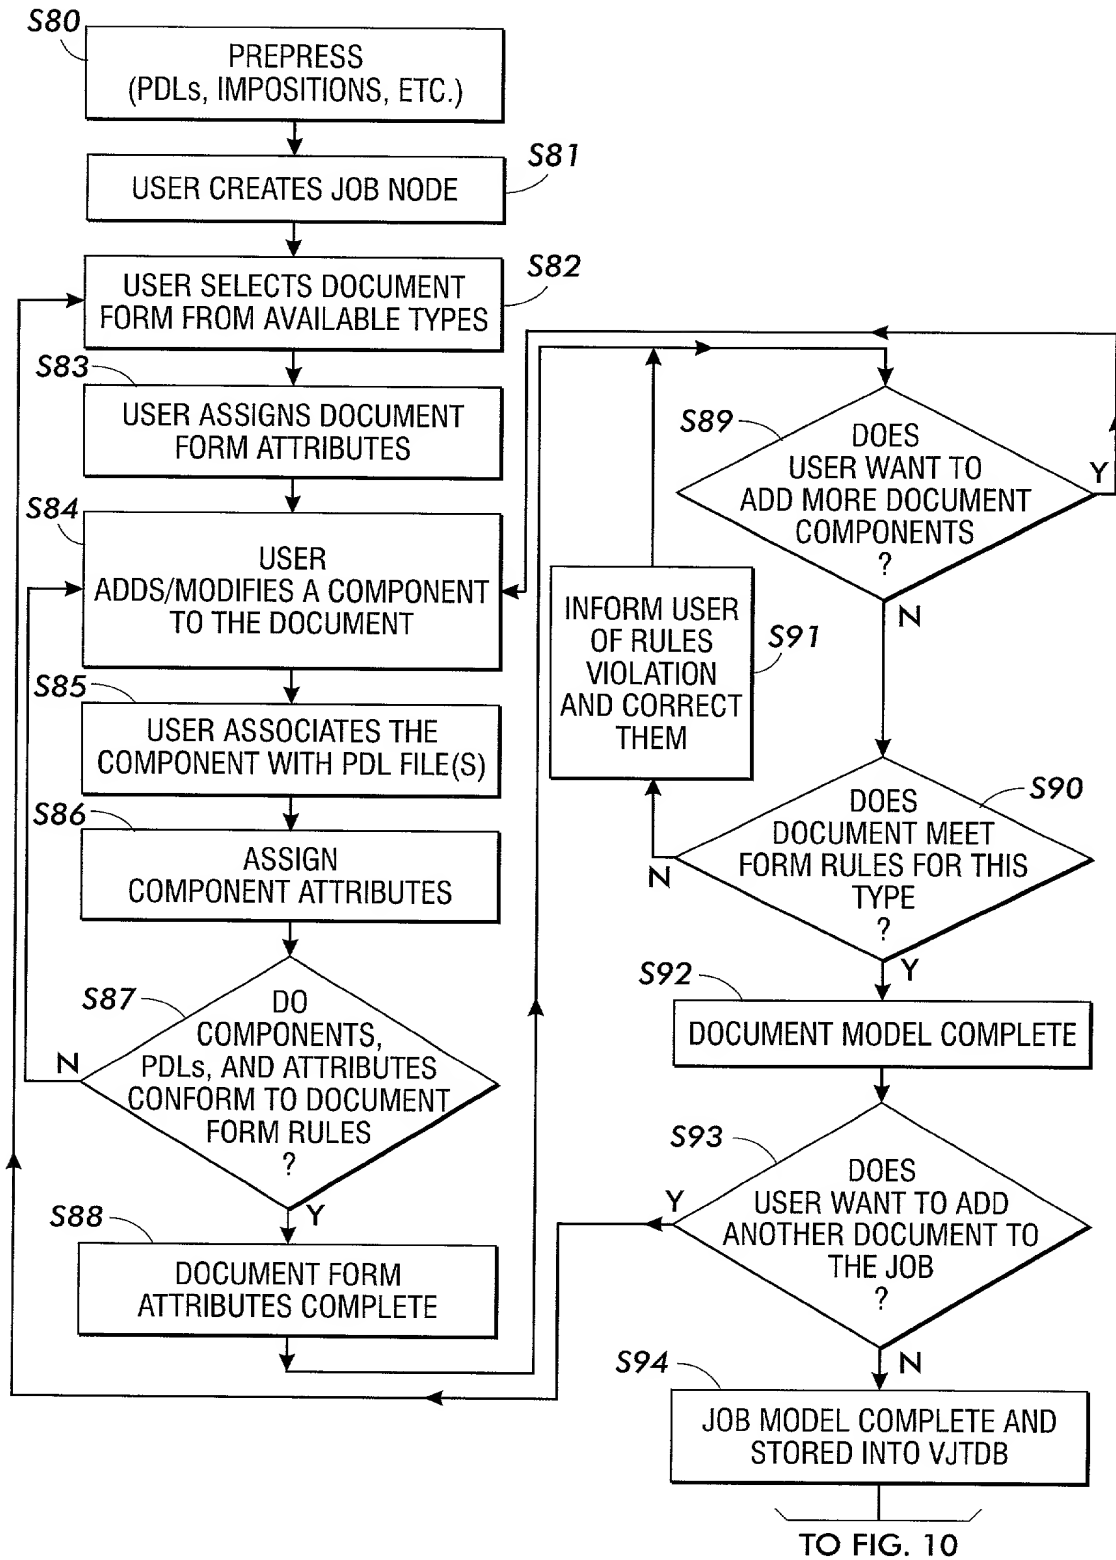 S80
PREPRESS
(PDLs, IMPOSITIONS, ETC.)
S81
USER CREATES JOB NODE
S82
USER SELECTS DOCUMENT
FORM FROM AVAILABLE TYPES
S83
USER ASSIGNS DOCUMENT
FORM ATTRIBUTES
S84
USER
ADDS/MODIFIES A COMPONENT
TO THE DOCUMENT
S85
USER ASSOCIATES THE
COMPONENT WITH PDL FILE(S)
S86
ASSIGN
COMPONENT ATTRIBUTES
S87
DO
COMPONENTS,
PDLs, AND ATTRIBUTES
CONFORM TO DOCUMENT
FORM RULES
?
N
Y
S88
DOCUMENT FORM
ATTRIBUTES COMPLETE
S89
DOES
USER WANT TO
ADD MORE DOCUMENT
COMPONENTS
?
Y
N
S91
INFORM USER
OF RULES
VIOLATION
AND CORRECT
THEM
S90
DOES
DOCUMENT MEET
FORM RULES FOR THIS
TYPE
?
N
Y
S92
DOCUMENT MODEL COMPLETE
S93
DOES
USER WANT TO ADD
ANOTHER DOCUMENT TO
THE JOB
?
Y
N
S94
JOB MODEL COMPLETE AND
STORED INTO VJTDB
TO FIG. 10